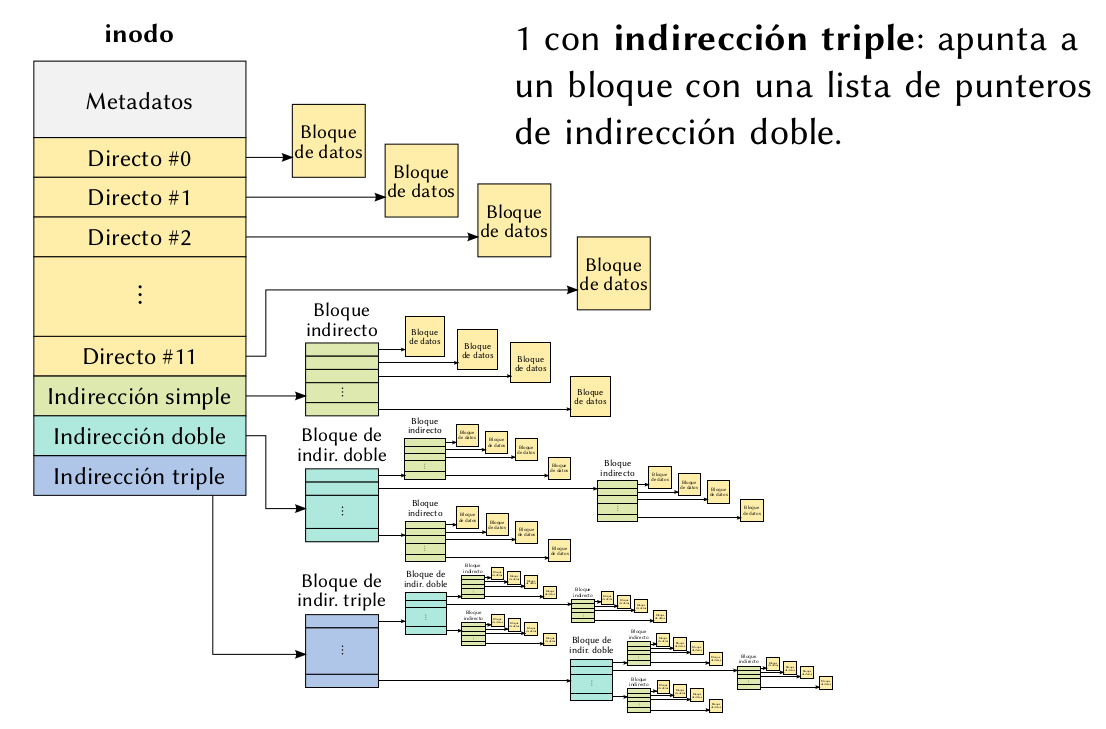 inodo
1 con indirección triple: apunta a
un bloque con una lista de punteros
de indirección doble.
Metadatos
Directo #0
Directo #1
Directo #2
⋮
Directo #11
Indirección simple
Indirección doble
Indirección triple
Bloque
de datos
Bloque
de datos
Bloque
de datos
Bloque
de datos
Bloque
indirecto
⋮
Bloque
de datos
Bloque
de datos
Bloque
de datos
Bloque
de datos
Bloque de
indir. doble
⋮
Bloque
indirecto
⋮
Bloque
de datos
Bloque
de datos
Bloque
de datos
Bloque
de datos
Bloque
indirecto
⋮
Bloque
de datos
Bloque
de datos
Bloque
de datos
Bloque
de datos
Bloque
indirecto
⋮
Bloque
de datos
Bloque
de datos
Bloque
de datos
Bloque
de datos
Bloque de
indir. triple
⋮
Bloque de
indir. doble
⋮
Bloque
indirecto
Bloque
indirecto
Bloque
indirecto
Bloque de
indir. doble
⋮
Bloque
indirecto
Bloque
indirecto
Bloque
indirecto